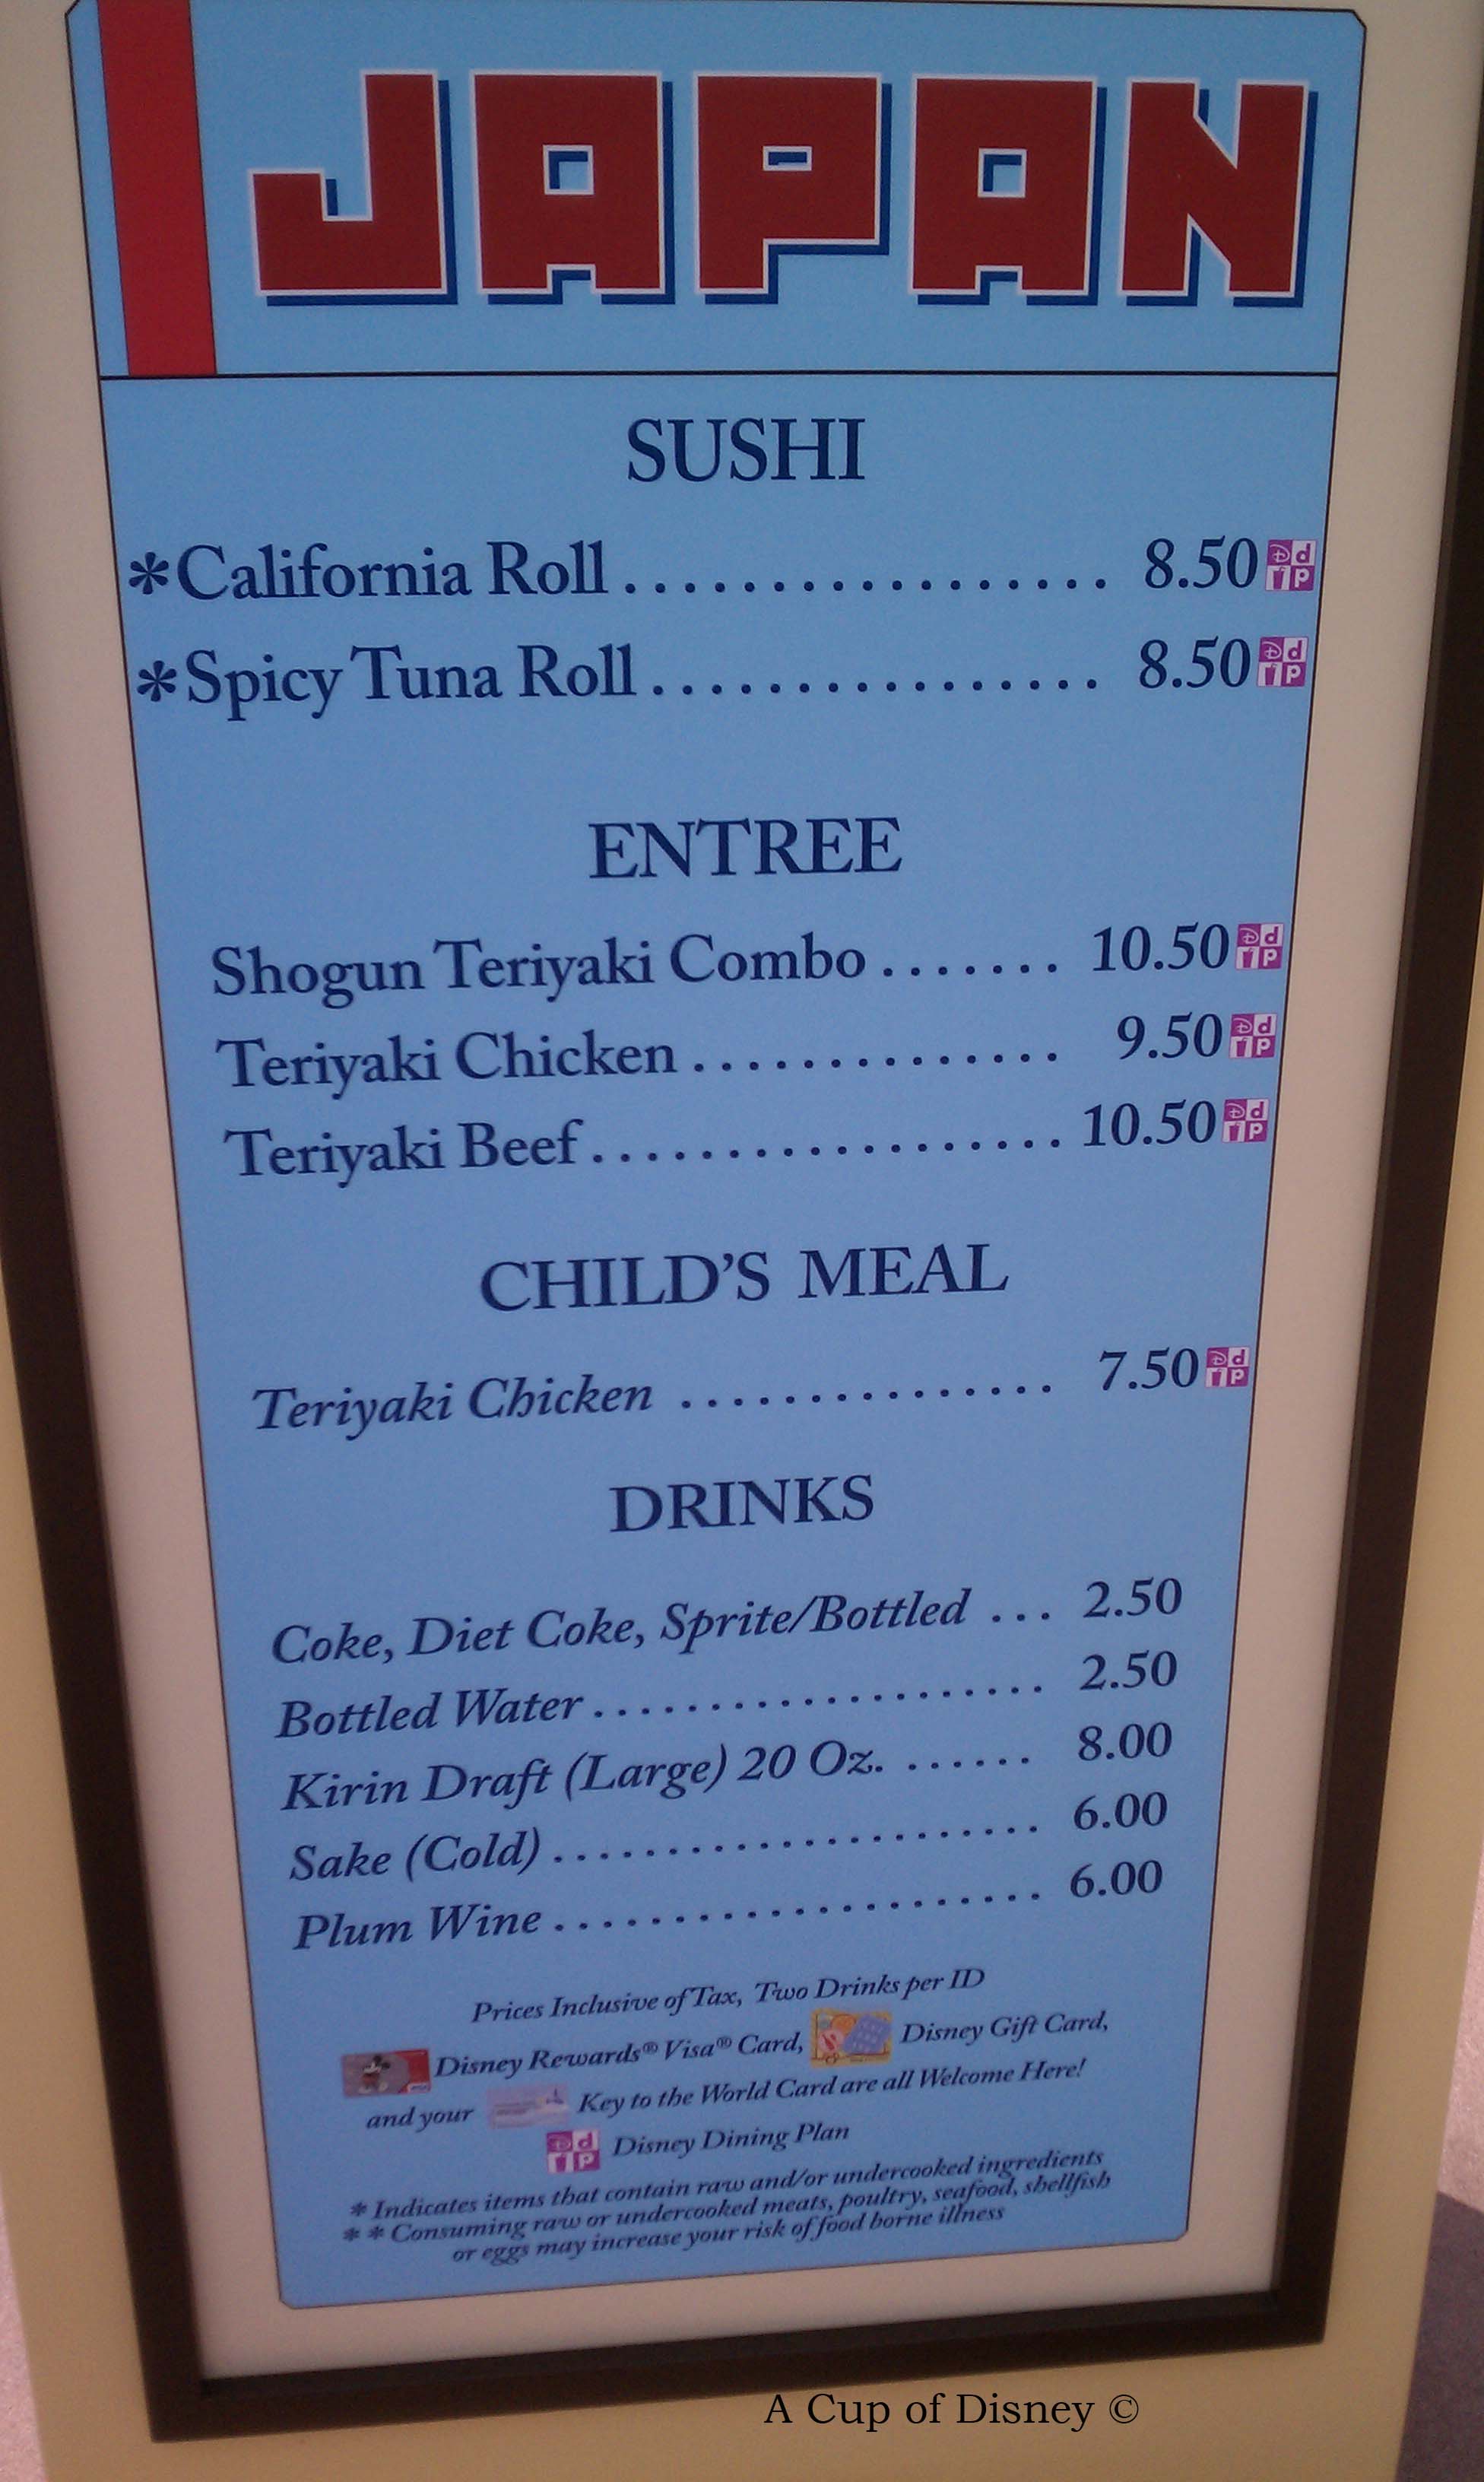 JAPAN
SUSHI
*California Roll.................. 8.50
*Spicy Tuna Roll................. 8.50
ENTREE
Shogun Teriyaki Combo....... 10.50
Teriyaki Chicken.............. 9.50
Teriyaki Beef.................. 10.50
CHILD'S MEAL
Teriyaki Chicken ............... 7.50
DRINKS
Coke, Diet Coke, Sprite/Bottled ... 2.50
Bottled Water.................... 2.50
Kirin Draft (Large) 20 Oz. ...... 8.00
Sake (Cold)...................... 6.00
Plum Wine...................... 6.00
Prices Inclusive of Tax, Two Drinks per ID
Disney Rewards® Visa® Card, Disney Gift Card,
and your Key to the World Card are all Welcome Here!
Disney Dining Plan
* Indicates items that contain raw and/or undercooked ingredients
* * Consuming raw or undercooked meats, poultry, seafood, shellfish
or eggs may increase your risk of food borne illness
A Cup of Disney ©